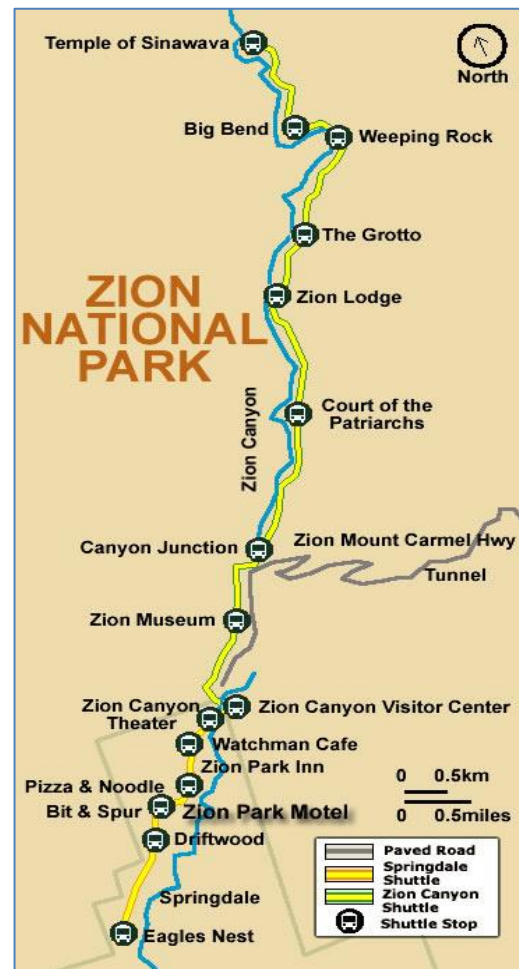 Temple of Sinawava
North
Big Bend
Weeping Rock
The Grotto
ZION
NATIONAL
PARK
Zion Lodge
Court of the
Patriarchs
Zion Canyon
Canyon Junction
Zion Mount Carmel Hwy
Tunnel
Zion Museum
Zion Canyon
Theater
Zion Canyon Visitor Center
Watchman Cafe
Zion Park Inn
Pizza & Noodle
Bit & Spur
Zion Park Motel
Driftwood
Springdale
Eagles Nest
0 0.5km
0 0.5miles
Paved Road
Springdale
Shuttle
Zion Canyon
Shuttle
Shuttle Stop